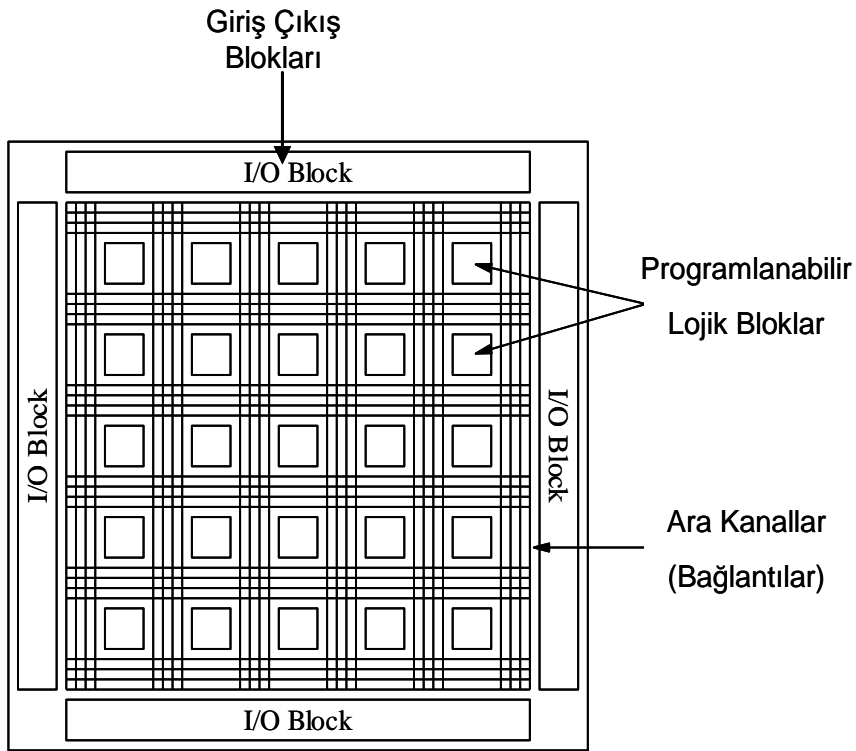 Giriş Çıkış
Blokları
I/O Block
Programlanabilir
Lojik Bloklar
I/O Block
I/O Block
Ara Kanallar
(Bağlantılar)
I/O Block